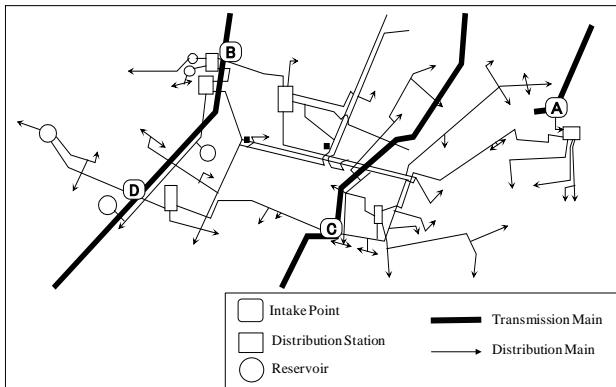 B
A
D
C
Intake Point
Distribution Station
Reservoir
Transmission Main
Distribution Main